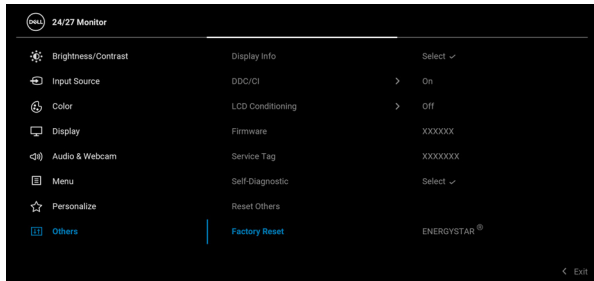 DELL 24/27 Monitor
Brightness/Contrast Display Info Select ✓
Input Source DDC/CI > On
Color LCD Conditioning > Off
Display Firmware XXXXXX
Audio & Webcam Service Tag XXXXXXX
Menu Self-Diagnostic Select ✓
Personalize Reset Others
Others Factory Reset ENERGYSTAR ®
< Exit